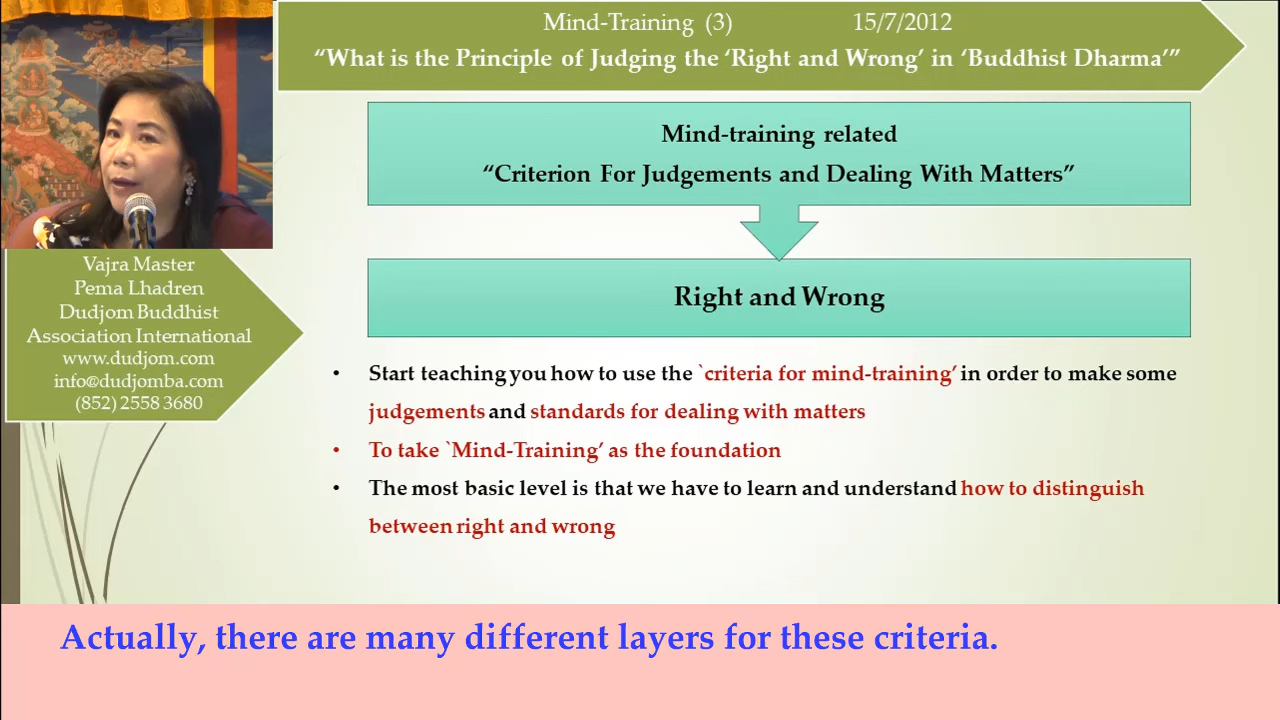 Mind-Training (3) 15/7/2012
“What is the Principle of Judging the ‘Right and Wrong’ in ‘Buddhist Dharma’”
Mind-training related
“Criterion For Judgements and Dealing With Matters”
Right and Wrong
Vajra Master
Pema Lhadren
Dudjom Buddhist
Association International
www.dudjom.com
info@dudjomba.com
(852) 2558 3680
• Start teaching you how to use the `criteria for mind-training’ in order to make some
judgements and standards for dealing with matters
• To take `Mind-Training’ as the foundation
• The most basic level is that we have to learn and understand how to distinguish
between right and wrong
Actually, there are many different layers for these criteria.